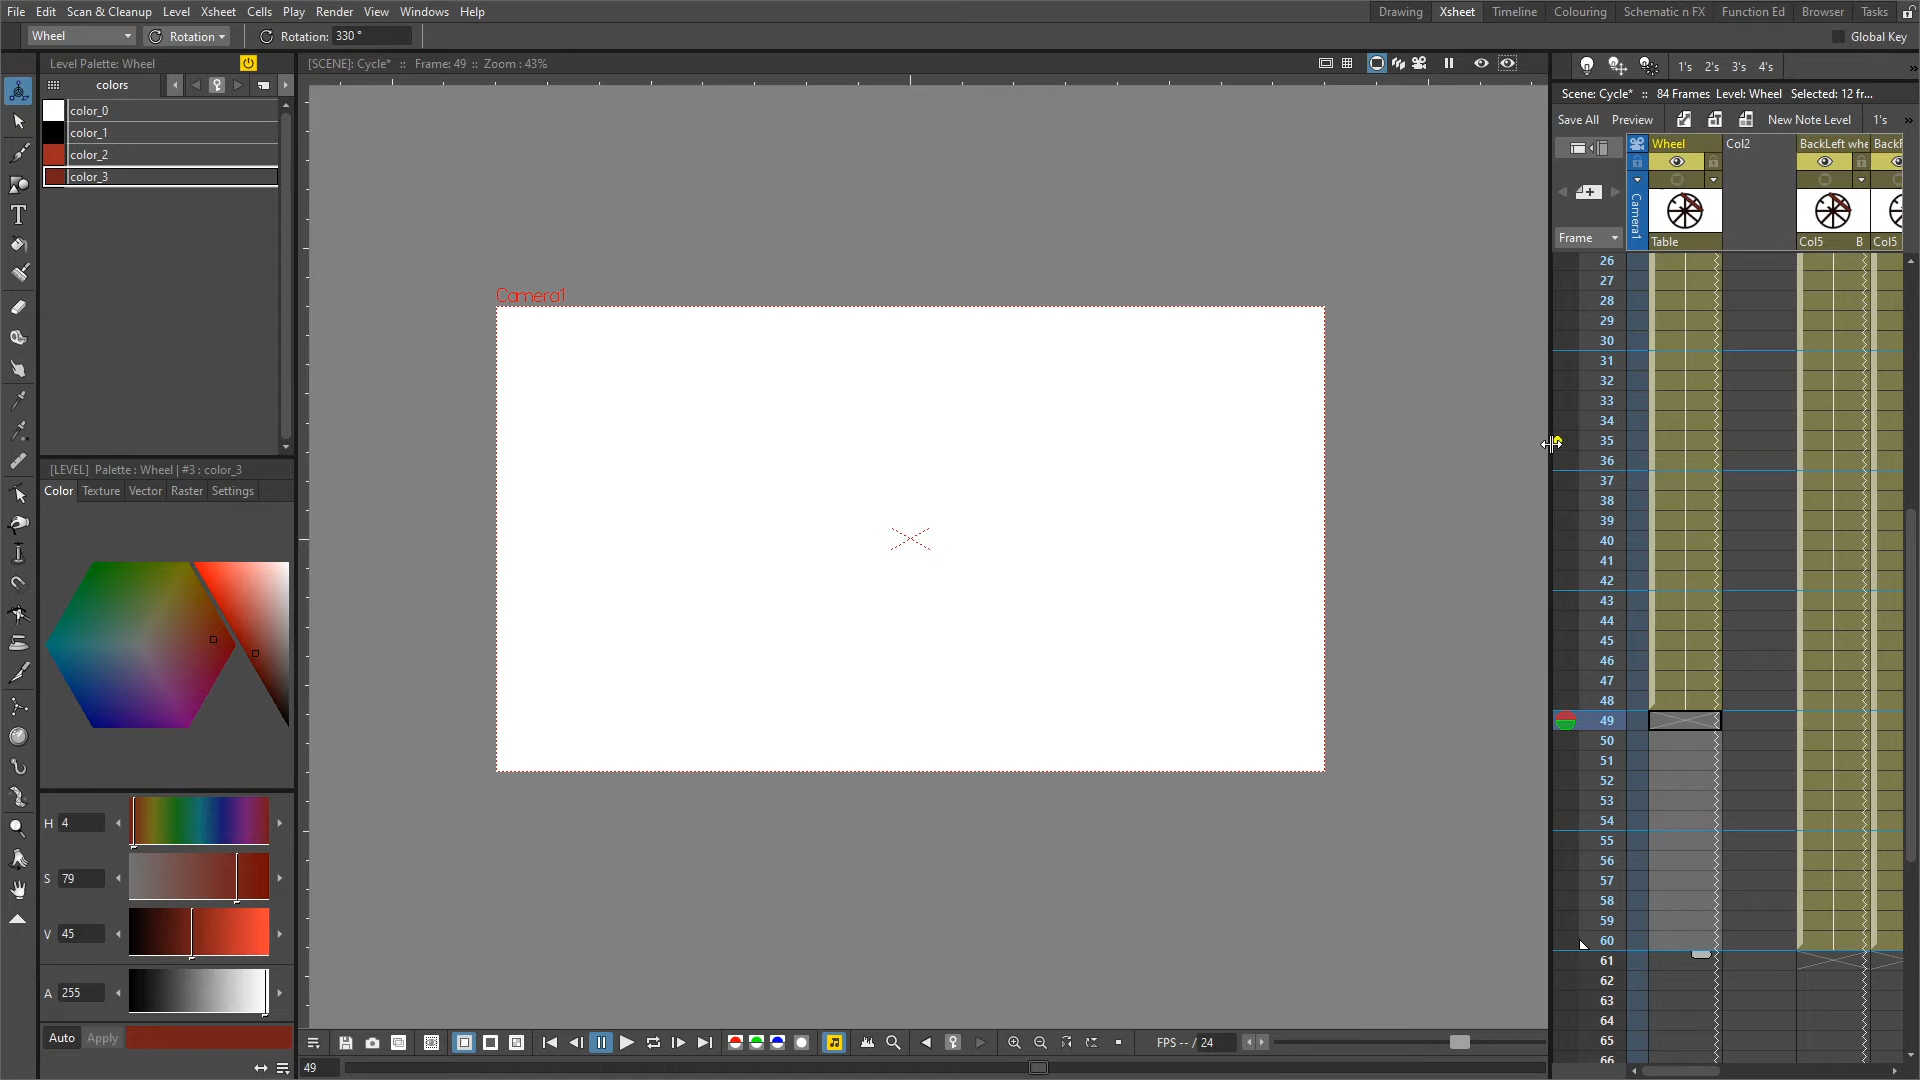 File Edit Scan & Cleanup Level Xsheet Cells Play Render View Windows Help
Drawing Xsheet Timeline Colouring Schematic n FX Function Ed Browser Tasks
Wheel Rotation Rotation: 330 ° Global Key
Level Palette: Wheel
[SCENE]: Cycle* :: Frame: 49 :: Zoom : 43%
1's 2's 3's 4's
colors
Scene: Cycle* :: 84 Frames Level: Wheel Selected: 12 fr...
color_0
color_1
color_2
color_3
Save All Preview New Note Level 1's
Wheel Col2 BackLeft whe BackF
Camera1
Frame
Table Col5 B Col5
26
27
28
29
30
31
32
33
34
35
36
37
38
39
40
41
42
43
44
45
46
47
48
49
50
51
52
53
54
55
56
57
58
59
60
61
62
63
64
65
66
Camera1
[LEVEL] Palette : Wheel | #3 : color_3
Color Texture Vector Raster Settings
H 4
S 79
V 45
A 255
Auto Apply
FPS -- / 24
49